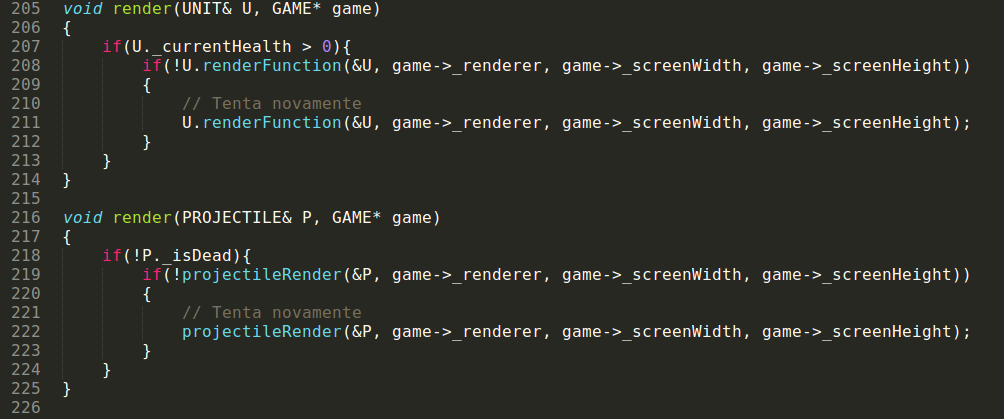 205 void render(UNIT& U, GAME* game)
206 {
207     if(U._currentHealth > 0){
208         if(!U.renderFunction(&U, game->_renderer, game->_screenWidth, game->_screenHeight))
209         {
210             // Tenta novamente
211             U.renderFunction(&U, game->_renderer, game->_screenWidth, game->_screenHeight);
212         }
213     }
214 }
215
216 void render(PROJECTILE& P, GAME* game)
217 {
218     if(!P._isDead){
219         if(!projectileRender(&P, game->_renderer, game->_screenWidth, game->_screenHeight))
220         {
221             // Tenta novamente
222             projectileRender(&P, game->_renderer, game->_screenWidth, game->_screenHeight);
223         }
224     }
225 }
226